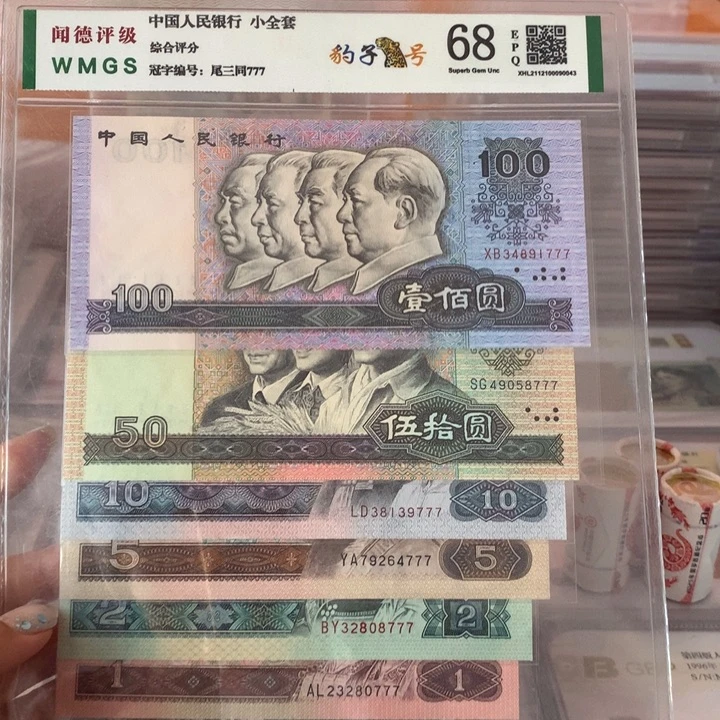 闻德评级
WMGS
中国人民银行 小全套
综合评分
冠字编号：尾三同777
豹子号
68
Superb Gem Unc
EPQ
XHL2112100090043
中国人民银行
100
XB34891777
100
壹佰圆
SG49058777
50
伍拾圆
10
LD38139777
10
5
YA79264777
5
2
BY32808777
2
1
AL23280777
1
1996
S/N: